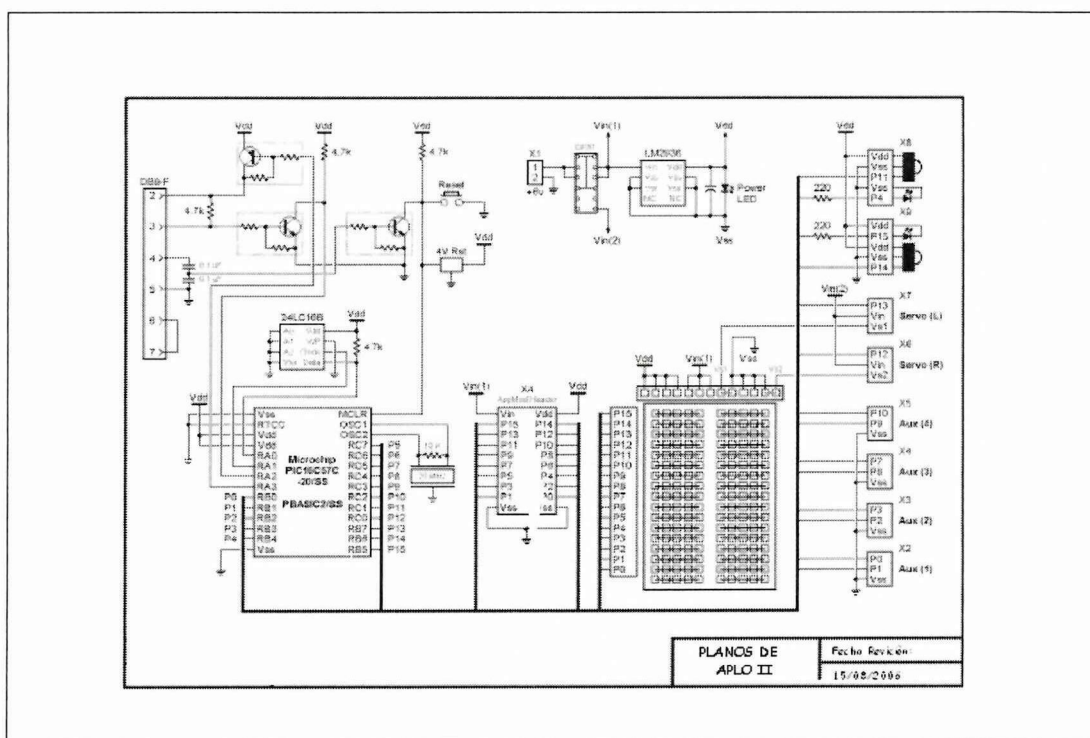 Vdd
Vdd
Vdd
4.7k
4.7k
DB9-F
2
3
4
5
6
7
4.7k
Reset
4V Rst
Vdd
24LC16B
Vdd
4.7k
X1
1
2
Vin(1)
Vin(2)
LM2936
Vdd
Power
LED
Vss
Vdd
X8
Vdd
Vss
P11
Vss
P4
220
X9
Vdd
P15
Vdd
Vss
P14
220
Vin(2)
X7
P13
Vin
Vs1
Servo (L)
X6
P12
Vin
Vs2
Servo (R)
X5
P10
P9
Vss
Aux (4)
X4
P7
Vss
Aux (3)
X3
P3
P2
Vss
Aux (2)
X2
P0
P1
Vss
Aux (1)
Vdd
Vss
RTCC
Vdd
Vdd
RA0
RA1
RA2
RA3
RB0
RB1
RB2
RB3
RB4
Vss
Microchip
PIC16C57C
-20/SS
PBASIC2/SS
MCLR
OSC1
OSC2
RC7
RC6
RC5
RC4
RC3
RC2
RC1
RC0
RB7
RB6
RB5
P0
P1
P2
P3
P4
P5
P6
P7
P8
P9
P10
P11
P12
P13
P14
P15
Vin(1)
X4
Vdd
Vin
P15
P13
P11
P9
P7
P5
P3
P1
Vss
Vdd
P14
P12
P10
P8
P6
P4
Vdd
Vin(1)
Vss
P15
P14
P13
P12
P11
P10
P9
P8
P7
P6
P5
P4
P3
P2
P1
P0
PLANOS DE
APLO II
Fecha Revición:
15/08/2006